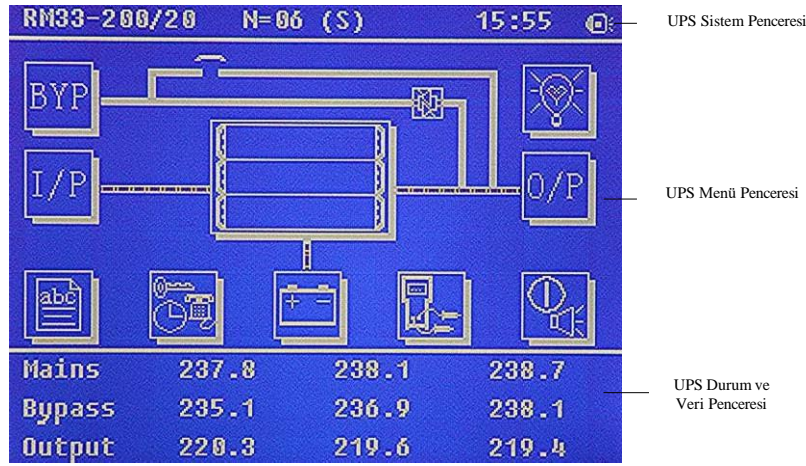 RM33-200/20 N=06 (S) 15:55
UPS Sistem Penceresi
BYP
I/P
O/P
UPS Menü Penceresi
abc
+ -
Mains 237.8 238.1 238.7
Bypass 235.1 236.9 238.1
Output 220.3 219.6 219.4
UPS Durum ve
Veri Penceresi